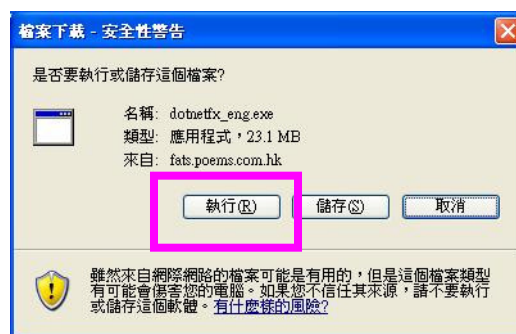 檔案下載 - 安全性警告
是否要執行或儲存這個檔案?
名稱: dotnetfx_eng.exe
類型: 應用程式，23.1 MB
來自: fats.poems.com.hk
執行(R) 儲存(S) 取消
雖然來自網際網路的檔案可能是有用的，但是這個檔案類型
有可能會傷害您的電腦。如果您不信任其來源，請不要執行
或儲存這個軟體。有什麼樣的風險?